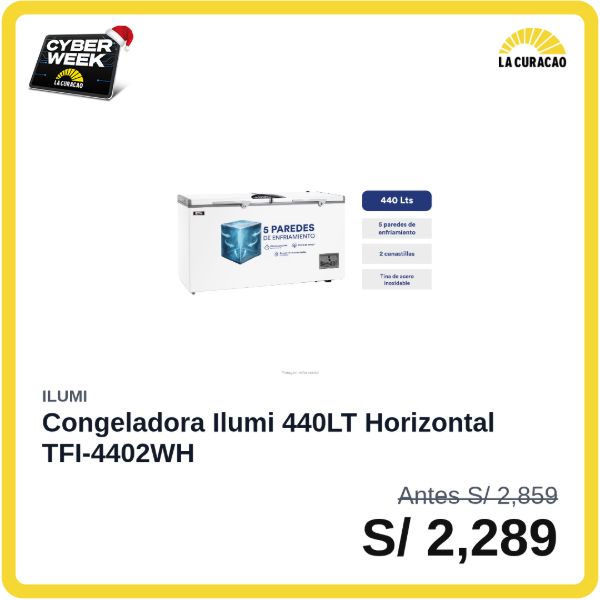 CYBER
WEEK
LA CURACAO
LA CURACAO
440 Lts
5 PAREDES
DE ENFRIAMIENTO
5 paredes de
enfriamiento
2 canastillas
Tina de acero
inoxidable
ILUMI
Congeladora Ilumi 440LT Horizontal
TFI-4402WH
Antes S/ 2,859
S/ 2,289